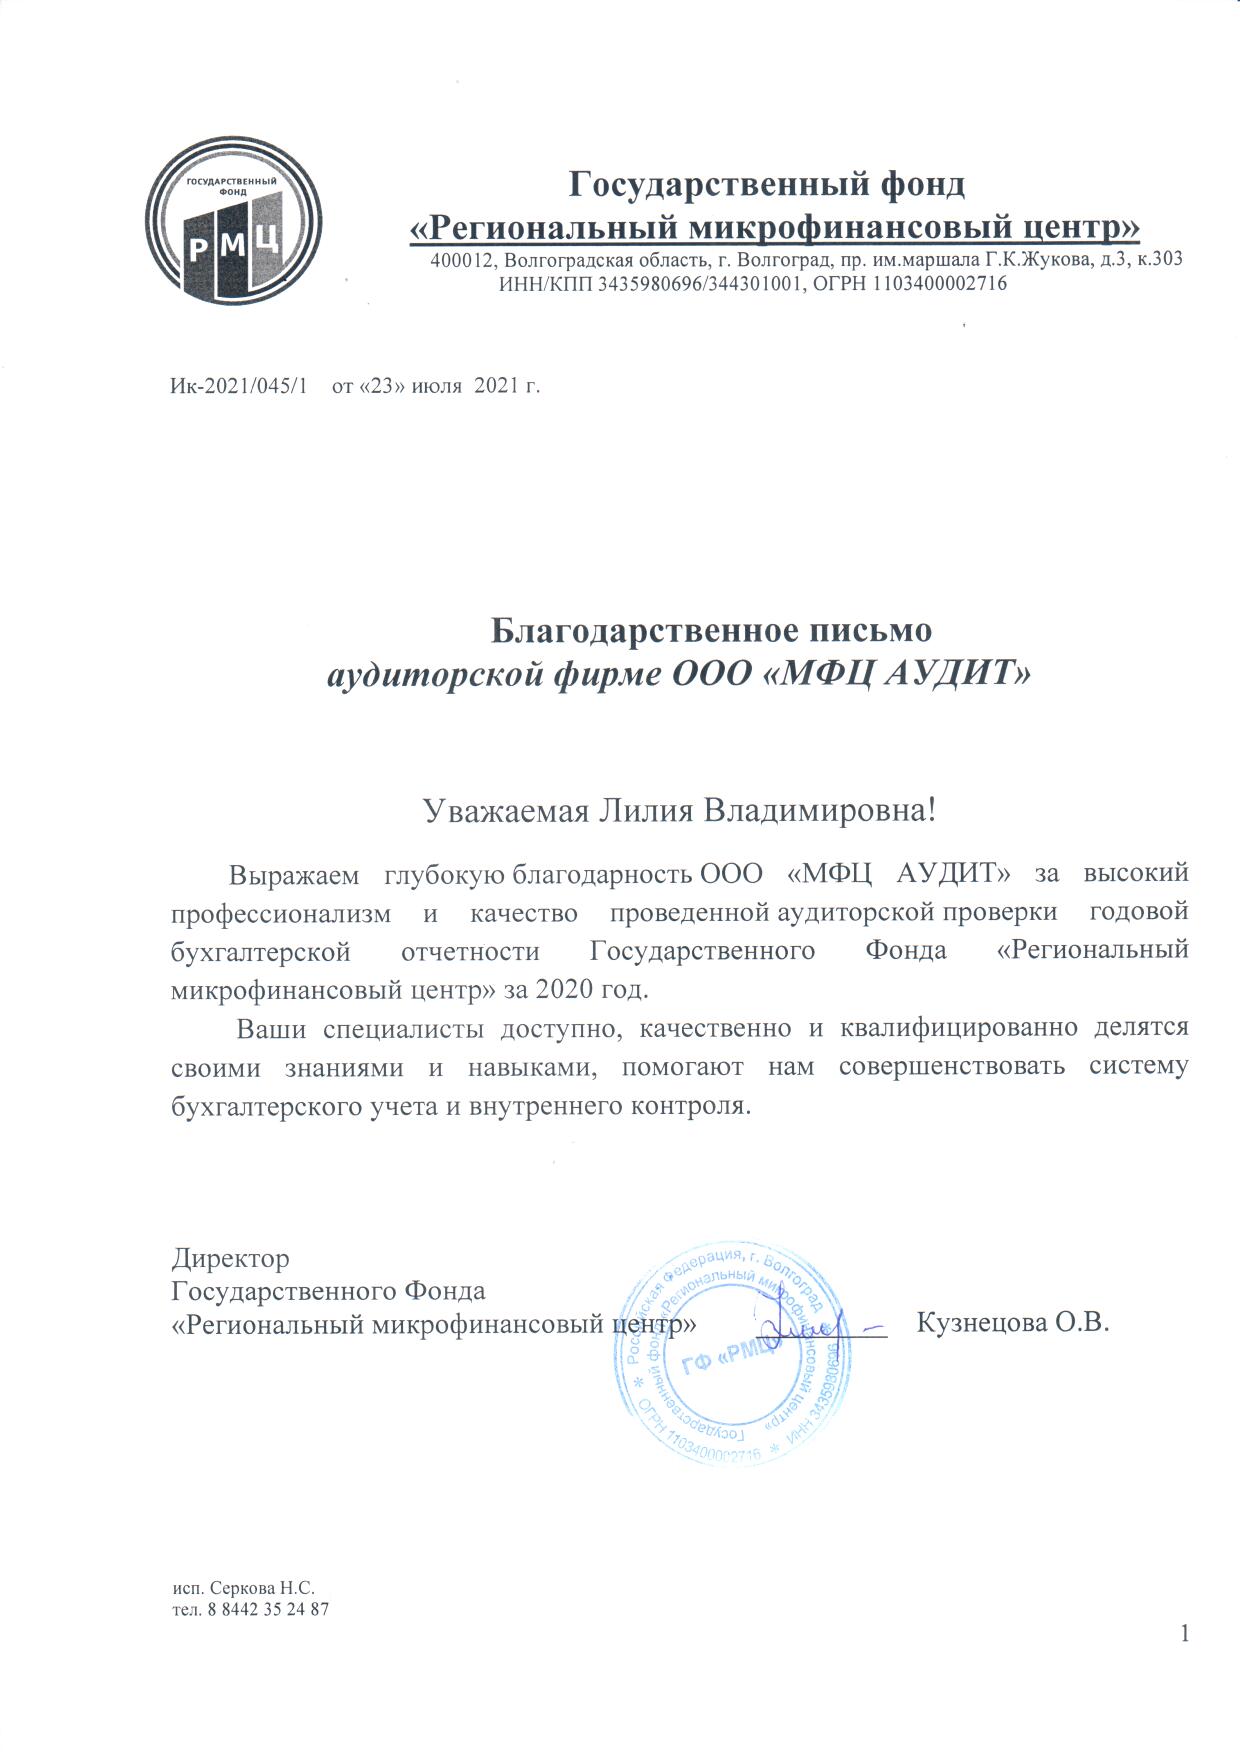 ГОСУДАРСТВЕННЫЙ
ФОНД
РМЦ
Государственный фонд
«Региональный микрофинансовый центр»
400012, Волгоградская область, г. Волгоград, пр. им.маршала Г.К.Жукова, д.3, к.303
ИНН/КПП 3435980696/344301001, ОГРН 1103400002716
Ик-2021/045/1 от «23» июля 2021 г.
Благодарственное письмо
аудиторской фирме ООО «МФЦ АУДИТ»
Уважаемая Лилия Владимировна!
Выражаем глубокую благодарность ООО «МФЦ АУДИТ» за высокий
профессионализм и качество проведенной аудиторской проверки годовой
бухгалтерской отчетности Государственного Фонда «Региональный
микрофинансовый центр» за 2020 год.
Ваши специалисты доступно, качественно и квалифицированно делятся
своими знаниями и навыками, помогают нам совершенствовать систему
бухгалтерского учета и внутреннего контроля.
Директор
Государственного Фонда
«Региональный микрофинансовый центр» Кузнецова О.В.
Российская Федерация, г. Волгоград * ИНН 3435980696 * ОГРН 1103400002716 *
Государственный фонд «Региональный микрофинансовый центр»
ГФ «РМЦ»
исп. Серкова Н.С.
тел. 8 8442 35 24 87
1